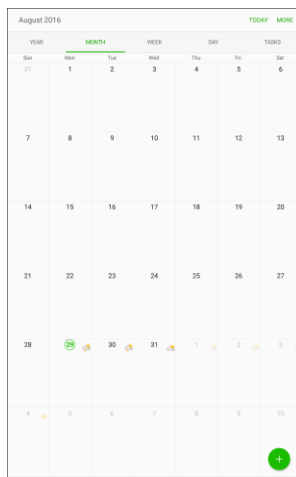 August 2016 TODAY MORE
YEAR MONTH WEEK DAY TASKS
Sun Mon Tue Wed Thu Fri Sat
31 1 2 3 4 5 6
7 8 9 10 11 12 13
14 15 16 17 18 19 20
21 22 23 24 25 26 27
28 29 30 31 1 2 3
4 5 6 7 8 9 10
+